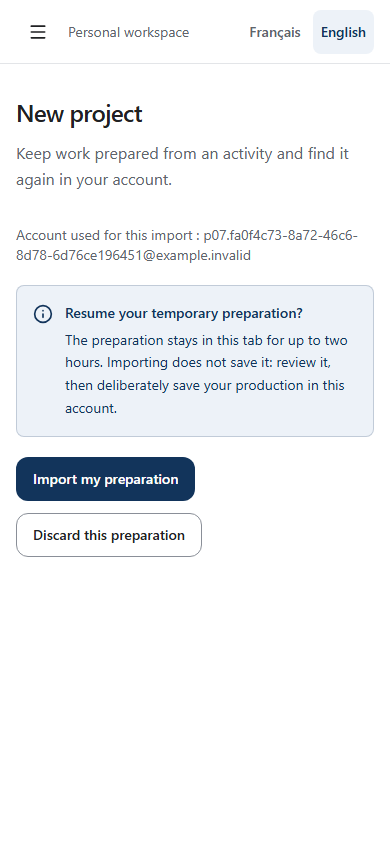 Personal workspace
Français
English
New project
Keep work prepared from an activity and find it
again in your account.
Account used for this import : p07.fa0f4c73-8a72-46c6-
8d78-6d76ce196451@example.invalid
Resume your temporary preparation?
The preparation stays in this tab for up to two
hours. Importing does not save it: review it,
then deliberately save your production in this
account.
Import my preparation
Discard this preparation